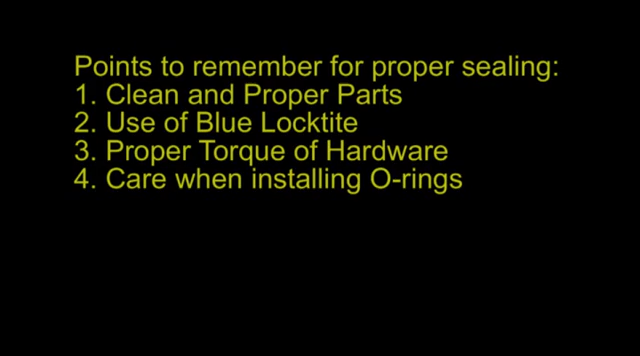 Points to remember for proper sealing:
1. Clean and Proper Parts
2. Use of Blue Locktite
3. Proper Torque of Hardware
4. Care when installing O-rings